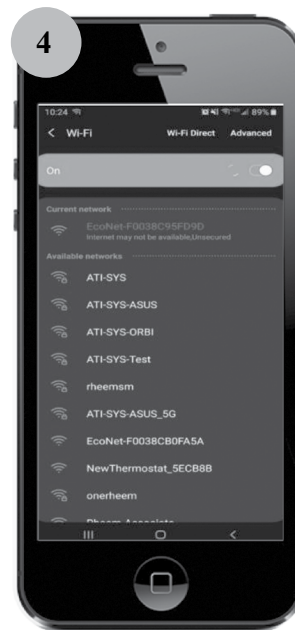 4
10:24 89%
< Wi-Fi Wi-Fi Direct Advanced
On
Current network
EcoNet-F0038C95FD9D
Internet may not be available,Unsecured
Available networks
ATI-SYS
ATI-SYS-ASUS
ATI-SYS-ORBI
ATI-SYS-Test
rheemsm
ATI-SYS-ASUS_5G
EcoNet-F0038CB0FA5A
NewThermostat_5ECB8B
onerheem